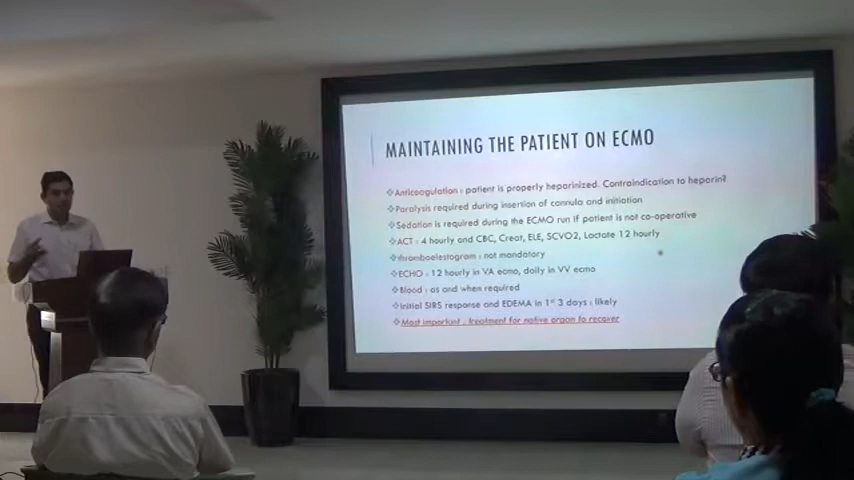 MAINTAINING THE PATIENT ON ECMO
Anticoagulation : patient is properly heparinized. Contraindication to heparin?
Paralysis required during insertion of cannula and initiation
Sedation is required during the ECMO run if patient is not co-operative
ACT : 4 hourly and CBC, Creat, ELE, SCVO2, Lactate 12 hourly
thromboelastogram : not mandatory
ECHO : 12 hourly in VA ecmo, daily in VV ecmo
Blood : as and when required
Initial SIRS response and EDEMA in 1st 3 days : likely
Most important : treatment for native organ to recover